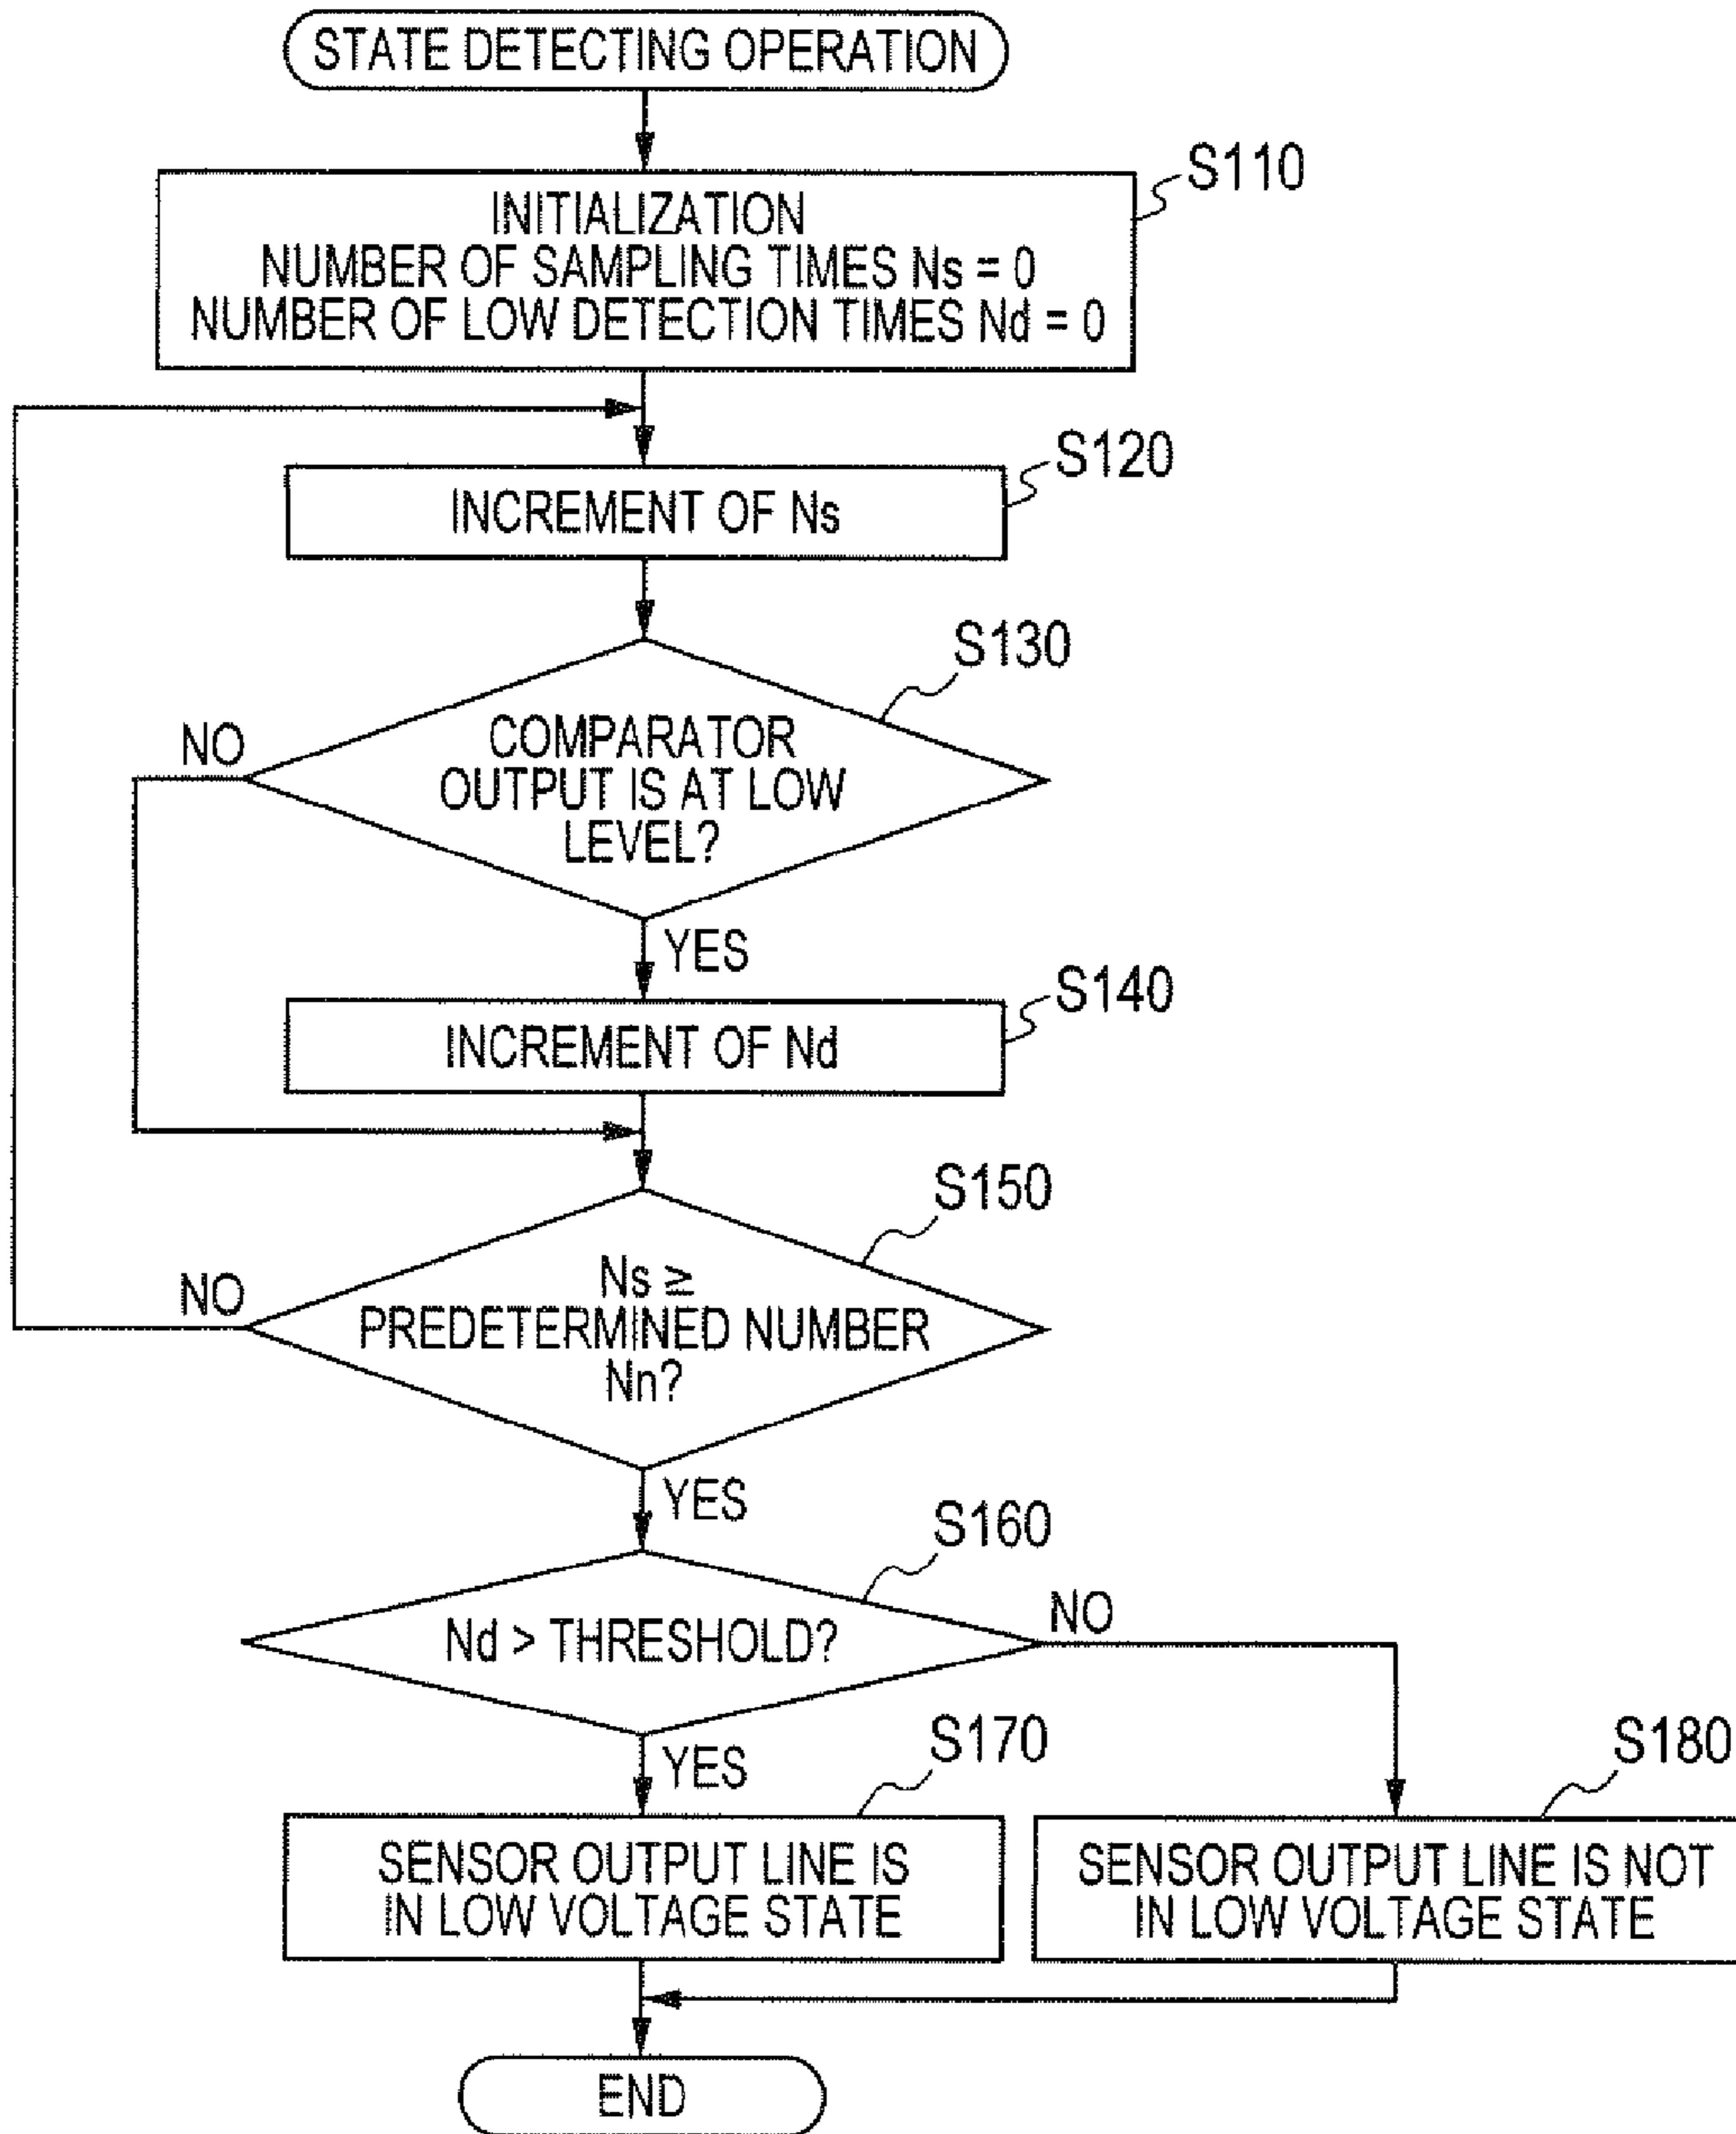 STATE DETECTING OPERATION
S110
INITIALIZATION
NUMBER OF SAMPLING TIMES Ns = 0
NUMBER OF LOW DETECTION TIMES Nd = 0
S120
INCREMENT OF Ns
S130
NO
COMPARATOR
OUTPUT IS AT LOW
LEVEL?
YES
S140
INCREMENT OF Nd
S150
NO
Ns ≥
PREDETERMINED NUMBER
Nn?
YES
S160
Nd > THRESHOLD?
NO
YES
S170
SENSOR OUTPUT LINE IS
IN LOW VOLTAGE STATE
S180
SENSOR OUTPUT LINE IS NOT
IN LOW VOLTAGE STATE
END